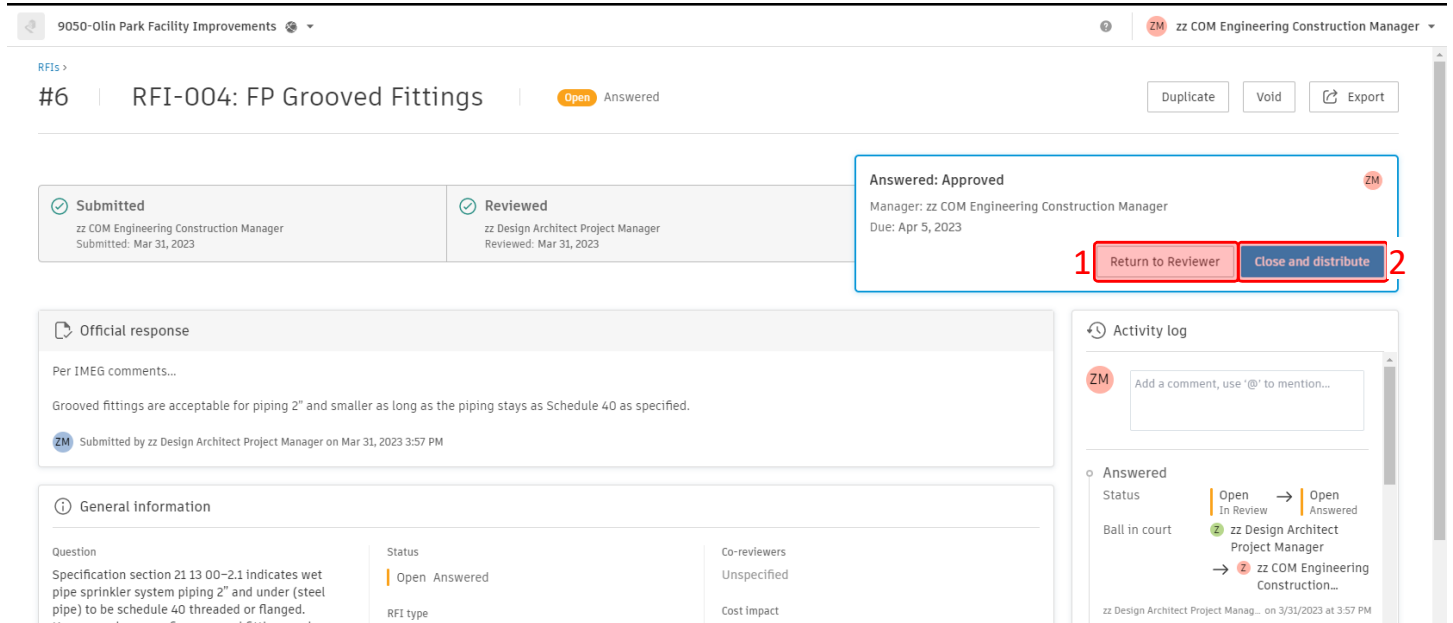 9050-Olin Park Facility Improvements
ZM zz COM Engineering Construction Manager
RFIs >
#6 RFI-004: FP Grooved Fittings Open Answered
Duplicate Void Export
Submitted
zz COM Engineering Construction Manager
Submitted: Mar 31, 2023
Reviewed
zz Design Architect Project Manager
Reviewed: Mar 31, 2023
Answered: Approved ZM
Manager: zz COM Engineering Construction Manager
Due: Apr 5, 2023
1 Return to Reviewer Close and distribute 2
Official response
Per IMEG comments...
Grooved fittings are acceptable for piping 2" and smaller as long as the piping stays as Schedule 40 as specified.
ZM Submitted by zz Design Architect Project Manager on Mar 31, 2023 3:57 PM
General information
Question
Specification section 21 13 00-2.1 indicates wet
pipe sprinkler system piping 2" and under (steel
pipe) to be schedule 40 threaded or flanged.
Status
Open Answered
RFI type
Co-reviewers
Unspecified
Cost impact
Activity log
ZM Add a comment, use '@' to mention...
Answered
Status Open → Open
In Review Answered
Ball in court Z zz Design Architect
Project Manager
→ Z zz COM Engineering
Construction...
zz Design Architect Project Manag... on 3/31/2023 at 3:57 PM